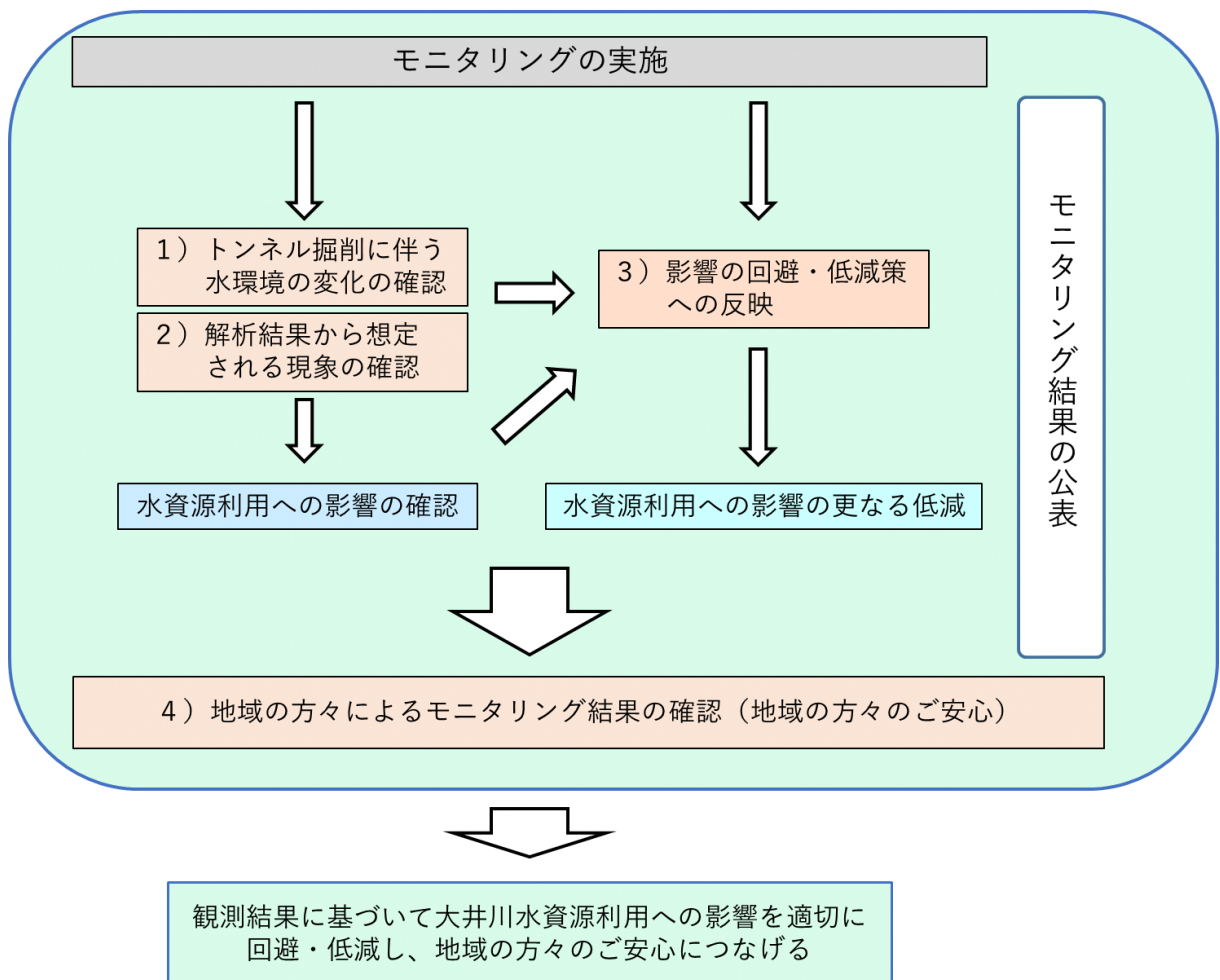 モニタリングの実施
1）トンネル掘削に伴う
水環境の変化の確認
2）解析結果から想定
される現象の確認
3）影響の回避・低減策
への反映
水資源利用への影響の確認
水資源利用への影響の更なる低減
モニタリング結果の公表
4）地域の方々によるモニタリング結果の確認（地域の方々のご安心）
観測結果に基づいて大井川水資源利用への影響を適切に
回避・低減し、地域の方々のご安心につなげる